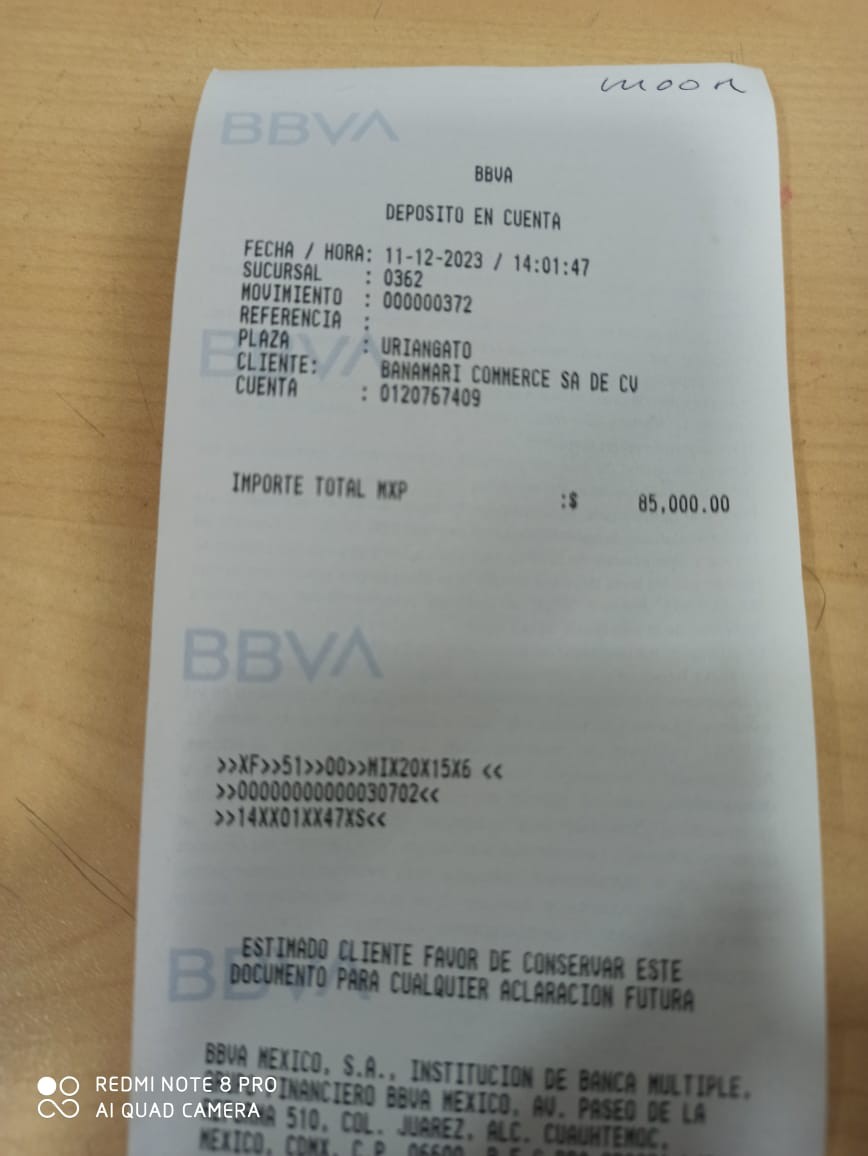 moon
BBVA
BBVA
DEPOSITO EN CUENTA
FECHA / HORA: 11-12-2023 / 14:01:47
SUCURSAL : 0362
MOVIMIENTO : 000000372
REFERENCIA :
PLAZA : URIANGATO
BBVA
CLIENTE: BANAMARI COMMERCE SA DE CV
CUENTA : 0120767409
IMPORTE TOTAL MXP :$ 85,000.00
BBVA
>>XF>>51>>00>>MIX20X15X6 <<
>>00000000000030702<<
>>14XX01XX47XS<<
BBVA
ESTIMADO CLIENTE FAVOR DE CONSERVAR ESTE
DOCUMENTO PARA CUALQUIER ACLARACION FUTURA
BBVA MEXICO, S.A., INSTITUCION DE BANCA MULTIPLE,
FINANCIERO BBVA MEXICO, AV. PASEO DE LA
510, COL. JUAREZ, ALC. CUAUHTEMOC,
MEXICO, CDMX, C.P. 06600,
REDMI NOTE 8 PRO
AI QUAD CAMERA